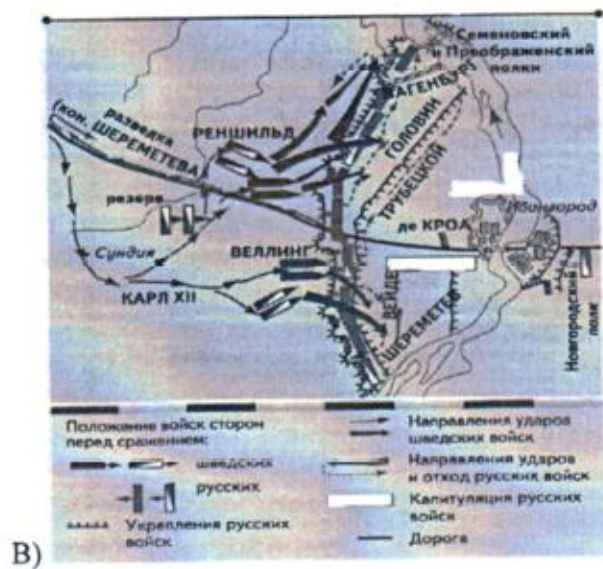 Семеновский
и Преображенский
полки
ВАГЕНБУРГ
разведка
(кон. ШЕРЕМЕТЕВА)
РЕНШИЛЬД
ГОЛОВИН
ТРУБЕЦКОЙ
резерв
Ивангород
де КРОА
Сундия
ВЕЛЛИНГ
КАРЛ XII
ВЕЙДЕ
ШЕРЕМЕТЕВ
Новгородский
полк
Положение войск сторон
перед сражением:
шведских
русских
Укрепления русских
войск
Направления ударов
шведских войск
Направления ударов
и отход русских войск
Капитуляция русских
войск
Дорога
В)